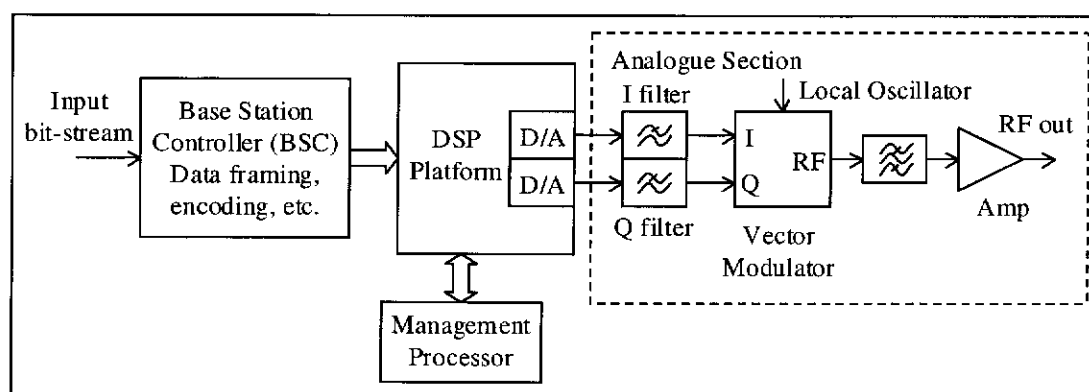 Input
bit-stream
Base Station
Controller (BSC)
Data framing,
encoding, etc.
DSP
Platform
D/A
D/A
Management
Processor
Analogue Section
I filter
Q filter
Local Oscillator
I
Q
RF
Vector
Modulator
RF out
Amp